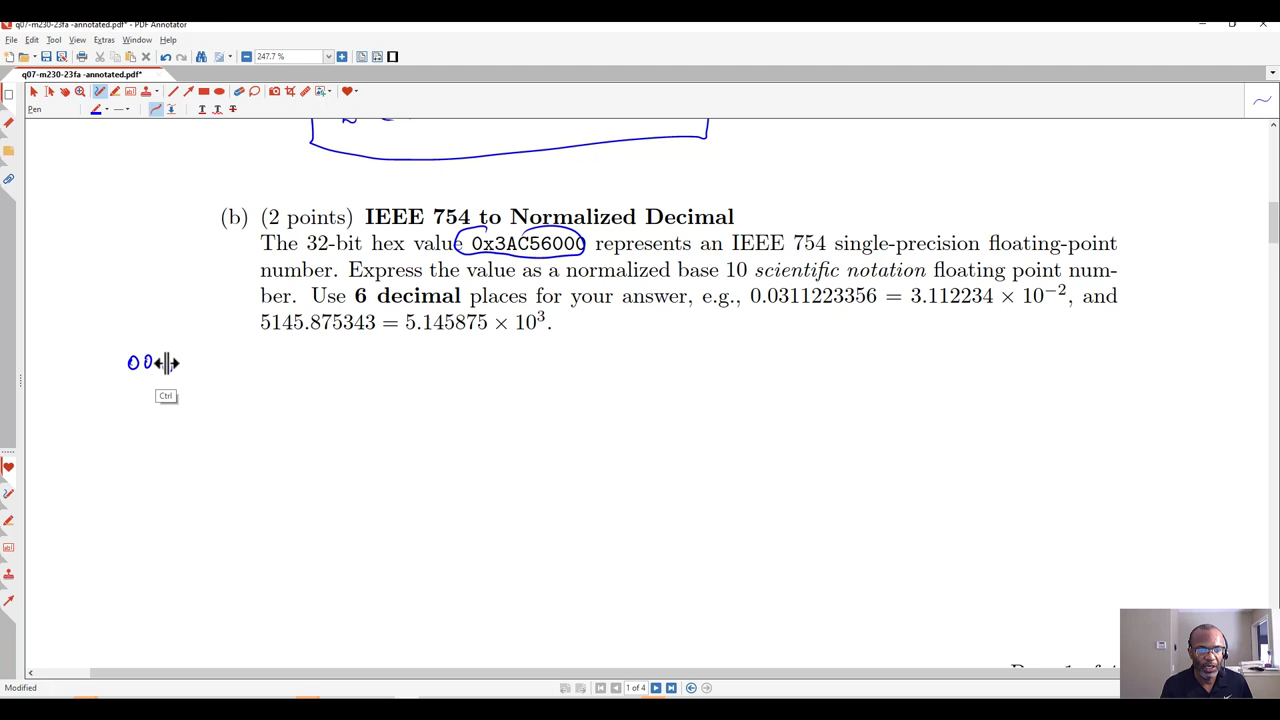 q07-m230-23fa -annotated.pdf* - PDF Annotator
File Edit Tool View Extras Window Help
247.7 %
q07-m230-23fa -annotated.pdf*
Pen
(b) (2 points) IEEE 754 to Normalized Decimal
The 32-bit hex value 0x3AC56000 represents an IEEE 754 single-precision floating-point
number. Express the value as a normalized base 10 scientific notation floating point num-
ber. Use 6 decimal places for your answer, e.g., 0.0311223356 = 3.112234 × 10⁻², and
5145.875343 = 5.145875 × 10³.
00
Ctrl
Modified
1 of 4